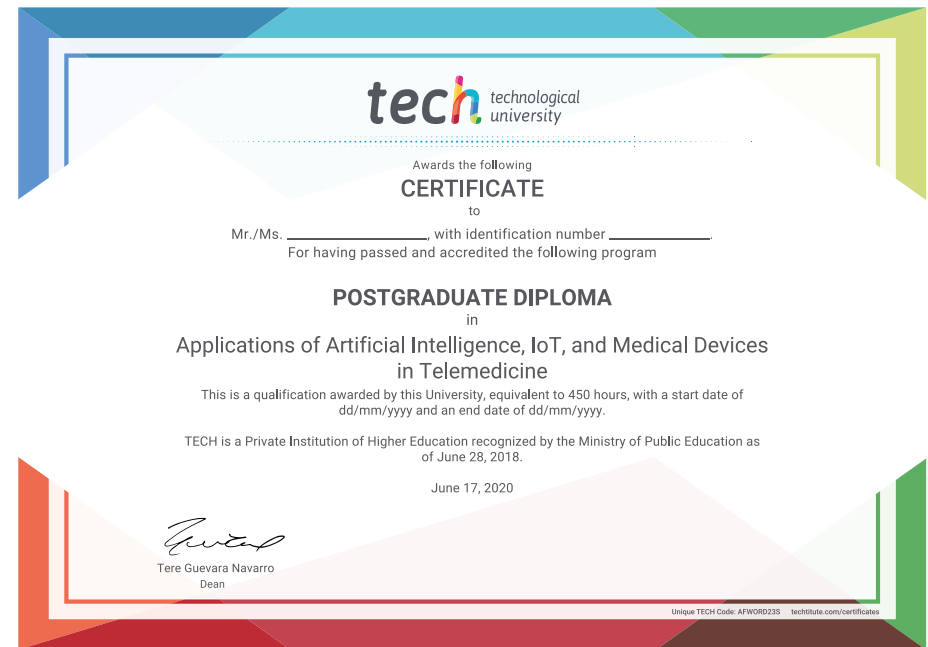 tech technological
university
Awards the following
CERTIFICATE
to
Mr./Ms. ____________________, with identification number ______________.
For having passed and accredited the following program
POSTGRADUATE DIPLOMA
in
Applications of Artificial Intelligence, IoT, and Medical Devices
in Telemedicine
This is a qualification awarded by this University, equivalent to 450 hours, with a start date of
dd/mm/yyyy and an end date of dd/mm/yyyy.
TECH is a Private Institution of Higher Education recognized by the Ministry of Public Education as
of June 28, 2018.
June 17, 2020
Tere Guevara Navarro
Dean
Unique TECH Code: AFWORD23S techtitute.com/certificates